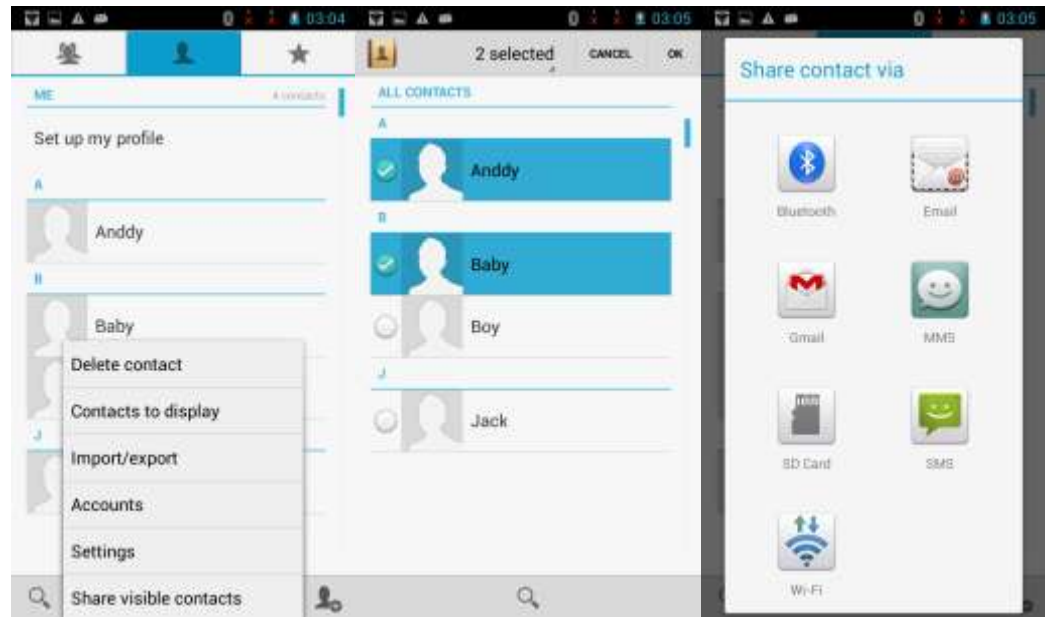 03:04
ME
4 contacts
Set up my profile
A
Anddy
B
Baby
Delete contact
Contacts to display
J
Import/export
Accounts
Settings
Share visible contacts
03:05
2 selected
CANCEL
OK
ALL CONTACTS
A
Anddy
B
Baby
Boy
J
Jack
03:05
Share contact via
Bluetooth
Email
Gmail
MMS
SD Card
SMS
Wi-Fi